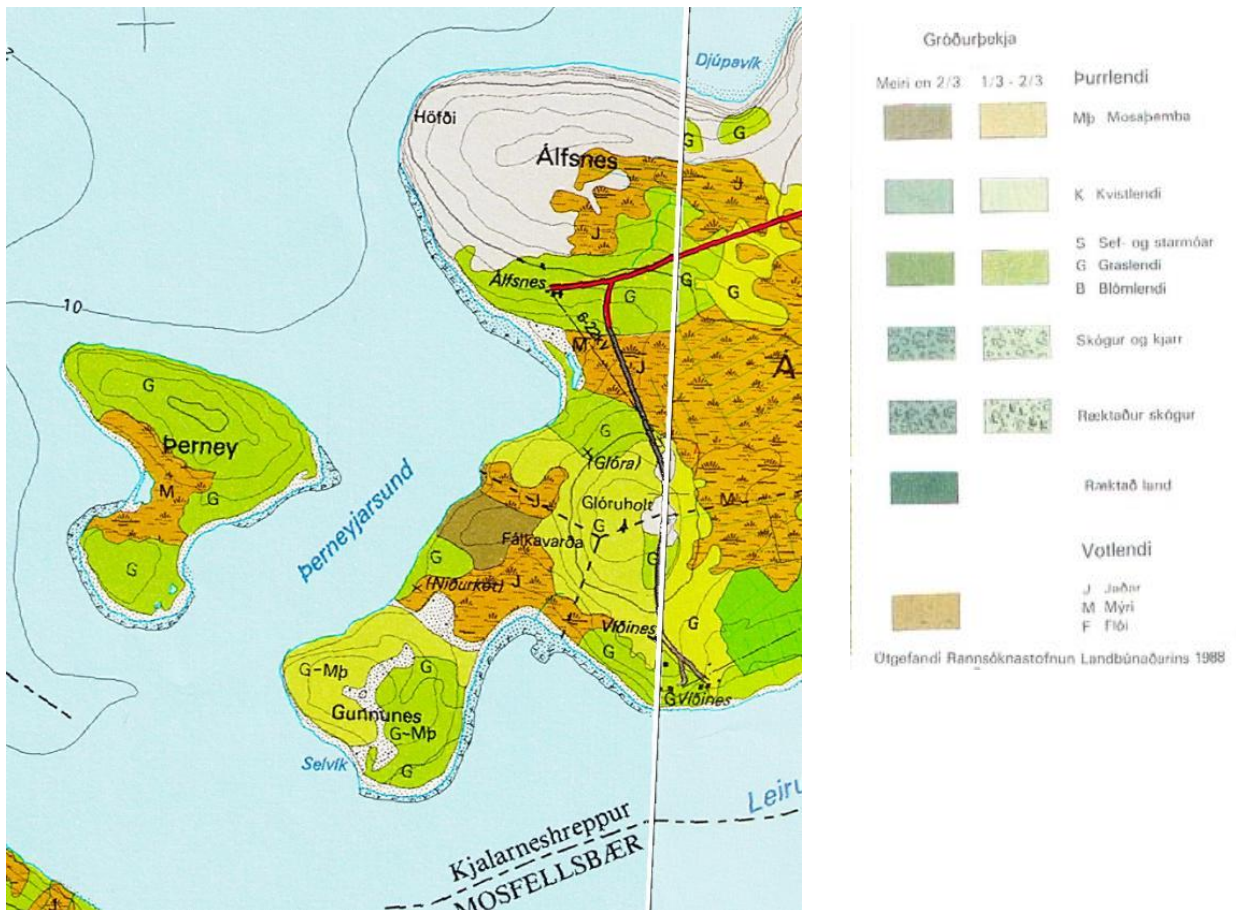 Djúpavík
Höfði
G
G
Álfsnes
J
J
Álfsnes
G
G
G
10
M
J
Á
G
Þerney
G
(Glóra)
M
G
J
Glóruholt
M
G
Fálkavarða
Þerneyjarsund
G
G
G
(Niðurkot)
J
Víðines
G
G
G~Mþ
G
G
Víðines
Gunnunes
G~Mþ
Selvík
G
Leiru
Kjalarneshreppur
MOSFELLSBÆR
J
Gróðurþekja
Meiri en 2/3 1/3 - 2/3 Þurrlendi
Mþ Mosaþemba
K Kvistlendi
S Sef- og starmóar
G Graslendi
B Blómlendi
Skógur og kjarr
Ræktaður skógur
Ræktað land
Votlendi
J Jaðar
M Mýri
F Flói
Útgefandi Rannsóknastofnun Landbúnaðarins 1988